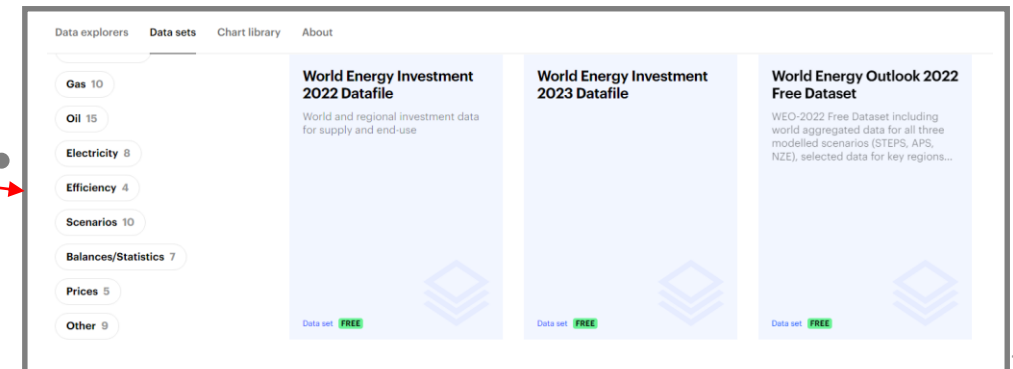 Data explorers Data sets Chart library About
Gas 10
Oil 15
Electricity 8
Efficiency 4
Scenarios 10
Balances/Statistics 7
Prices 5
Other 9
World Energy Investment
2022 Datafile
World and regional investment data
for supply and end-use
Data set FREE
World Energy Investment
2023 Datafile
Data set FREE
World Energy Outlook 2022
Free Dataset
WEO-2022 Free Dataset including
world aggregated data for all three
modelled scenarios (STEPS, APS,
NZE), selected data for key regions...
Data set FREE